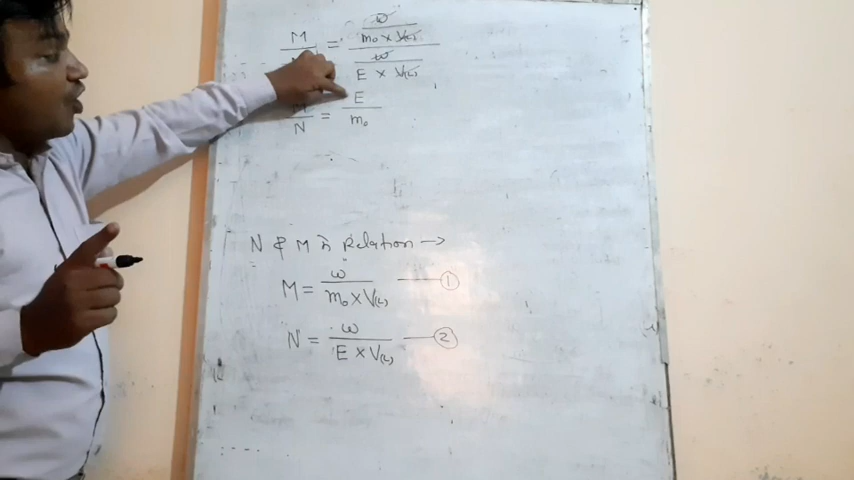 M/N = (w/(m₀ × V(L)))/(w/(E × V(L)))
M/N = E/m₀
N & M में Relation →
M = w/(m₀ × V(L)) — ①
N = w/(E × V(L)) — ②